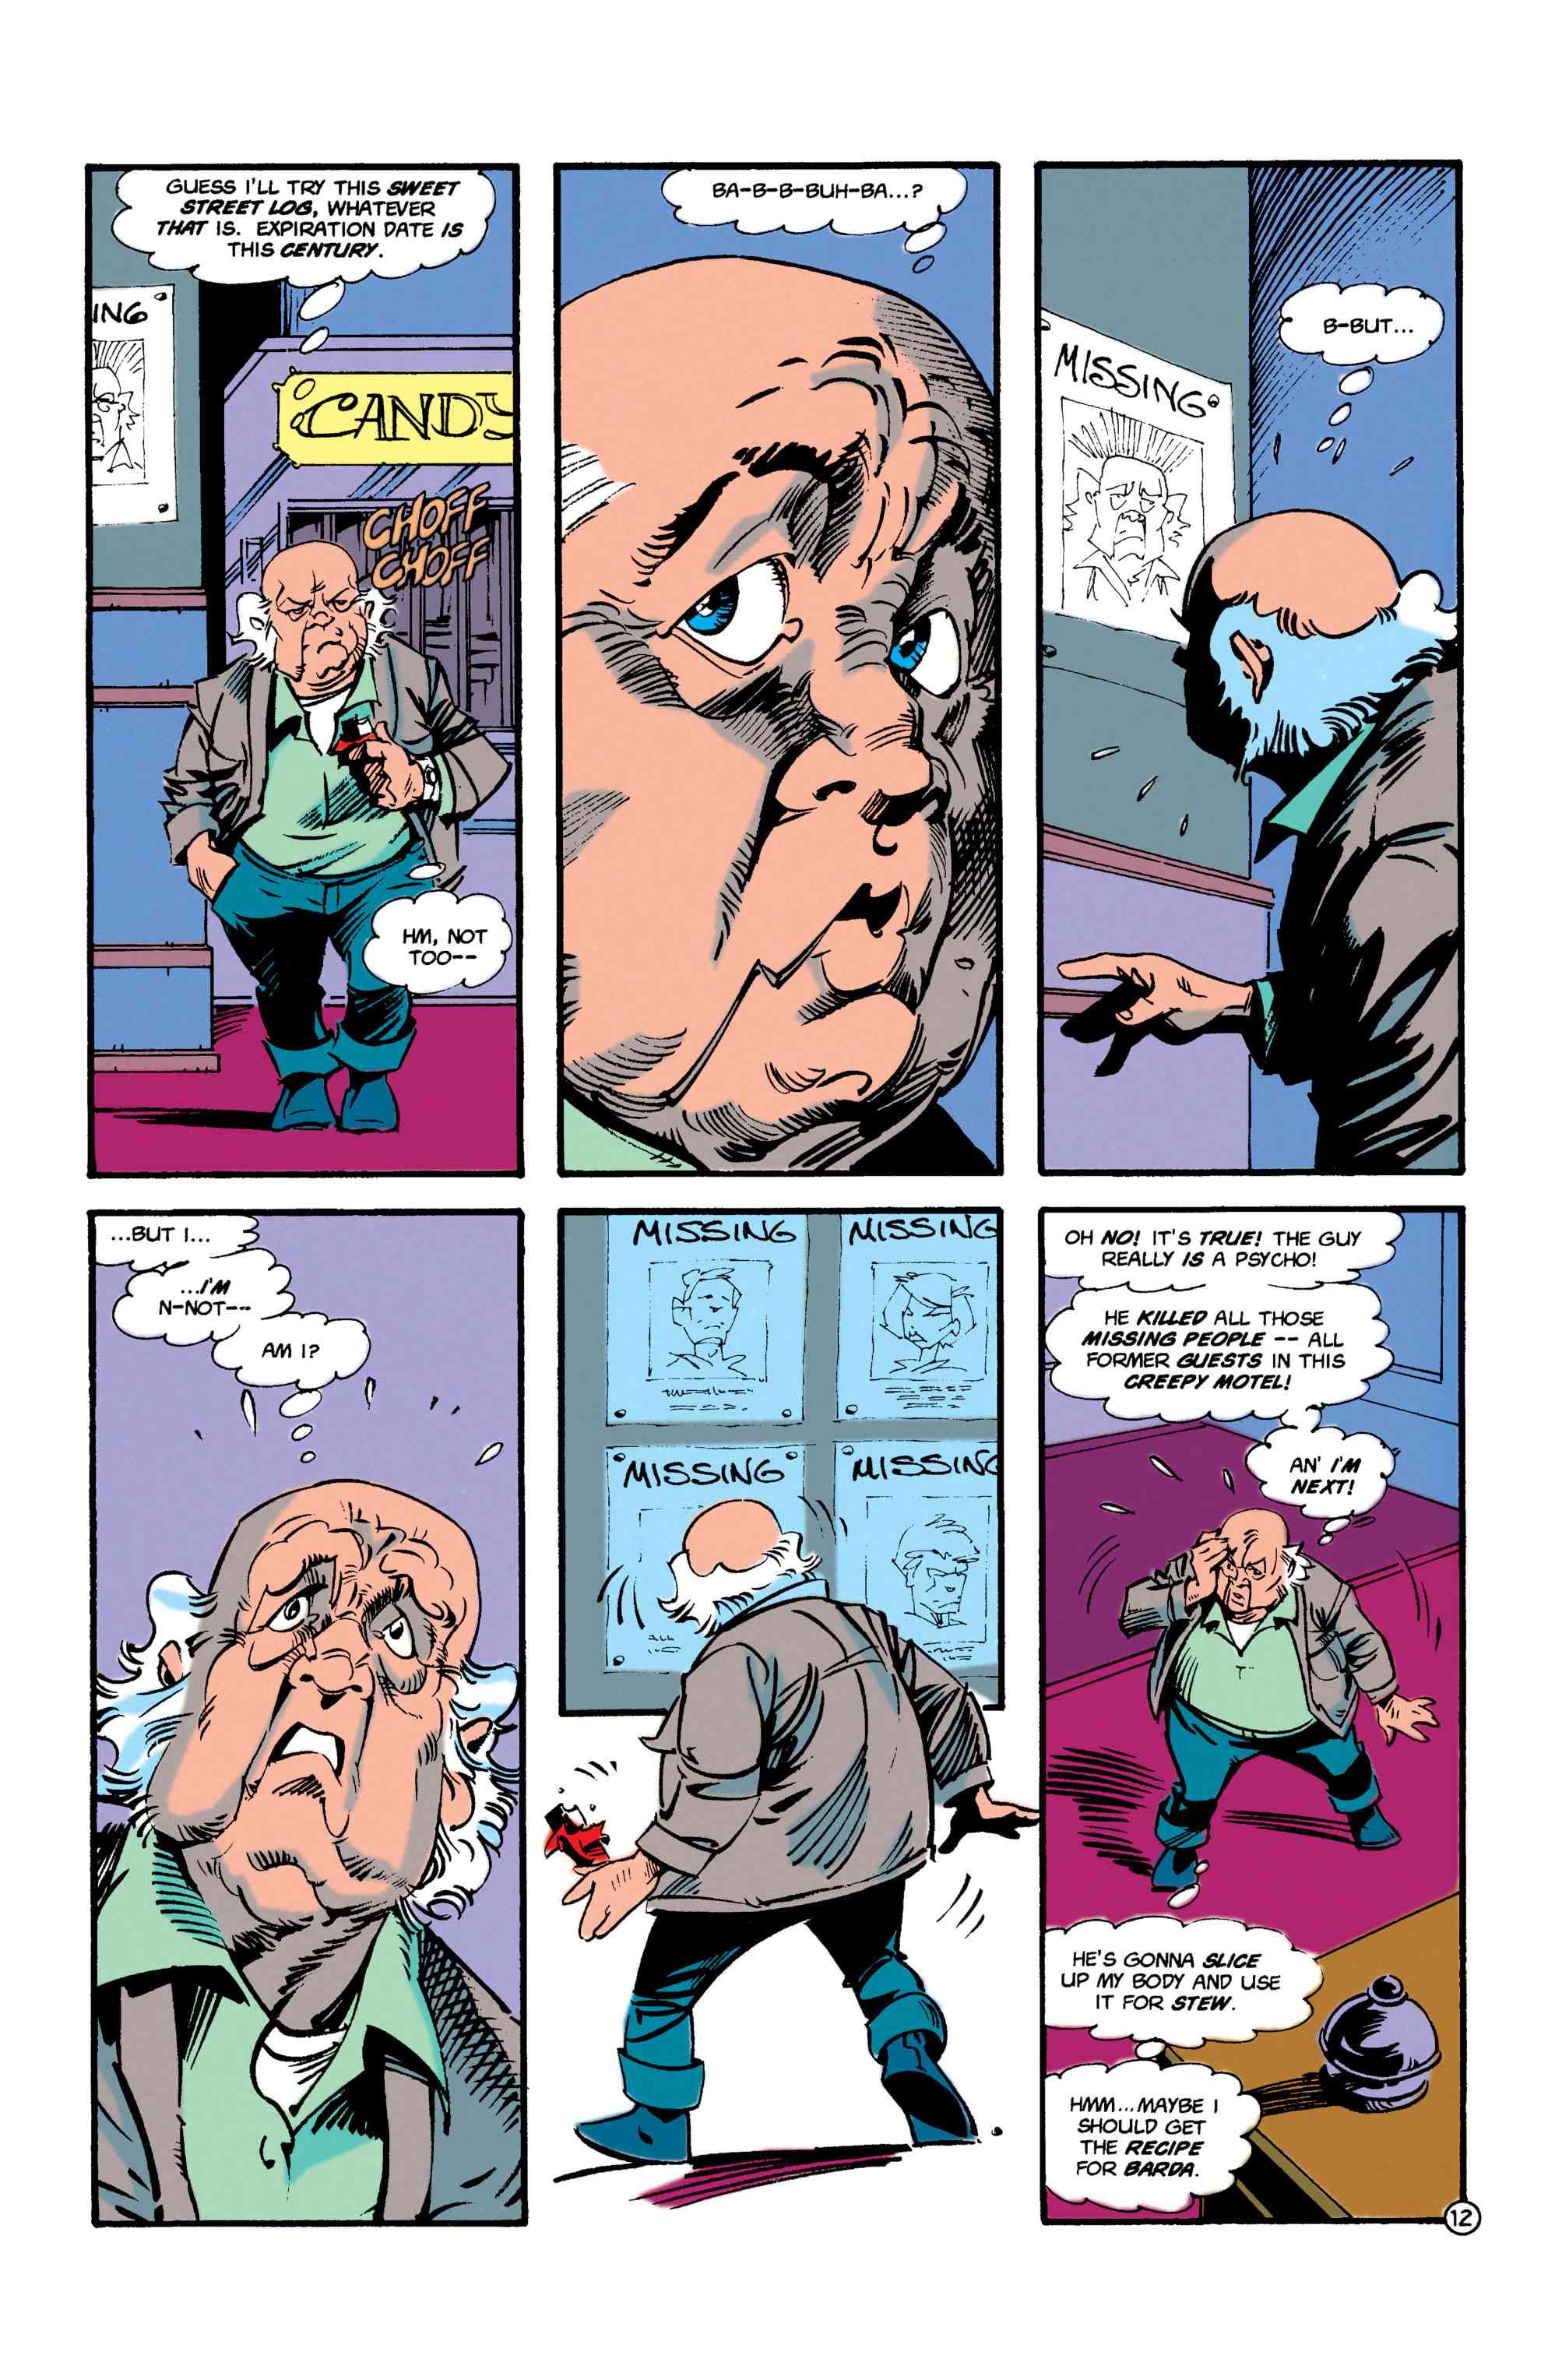 GUESS I'LL TRY THIS SWEET
STREET LOG, WHATEVER
THAT IS. EXPIRATION DATE IS
THIS CENTURY.
ING
CANDY
CHOFF
CHOFF
HM, NOT
TOO--
BA-B-B-BUH-BA...?
B-BUT...
MISSING
...BUT I...
...I'M
N-NOT--
AM I?
MISSING
MISSING
MISSING
MISSING
OH NO! IT'S TRUE! THE GUY
REALLY IS A PSYCHO!
HE KILLED ALL THOSE
MISSING PEOPLE -- ALL
FORMER GUESTS IN THIS
CREEPY MOTEL!
AN' I'M
NEXT!
HE'S GONNA SLICE
UP MY BODY AND USE
IT FOR STEW.
HMM...MAYBE I
SHOULD GET
THE RECIPE
FOR BARDA.
12